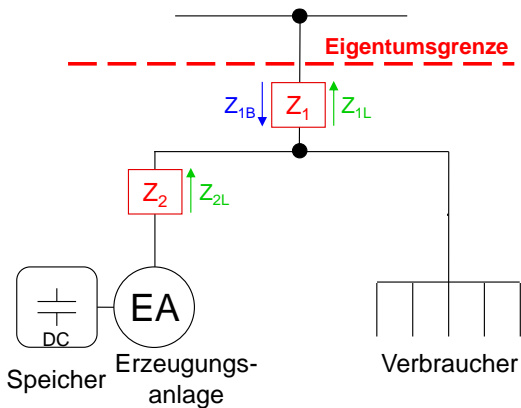 Eigentumsgrenze
Z1B
Z1
Z1L
Z2
Z2L
EA
DC
Speicher
Erzeugungs-
anlage
Verbraucher